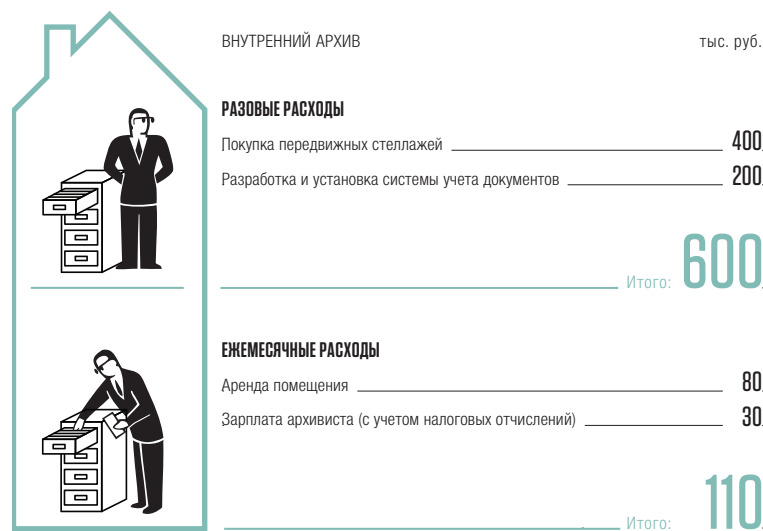 ВНУТРЕННИЙ АРХИВ тыс. руб.
РАЗОВЫЕ РАСХОДЫ
Покупка передвижных стеллажей 400
Разработка и установка системы учета документов 200
Итого: 600
ЕЖЕМЕСЯЧНЫЕ РАСХОДЫ
Аренда помещения 80
Зарплата архивиста (с учетом налоговых отчислений) 30
Итого: 110